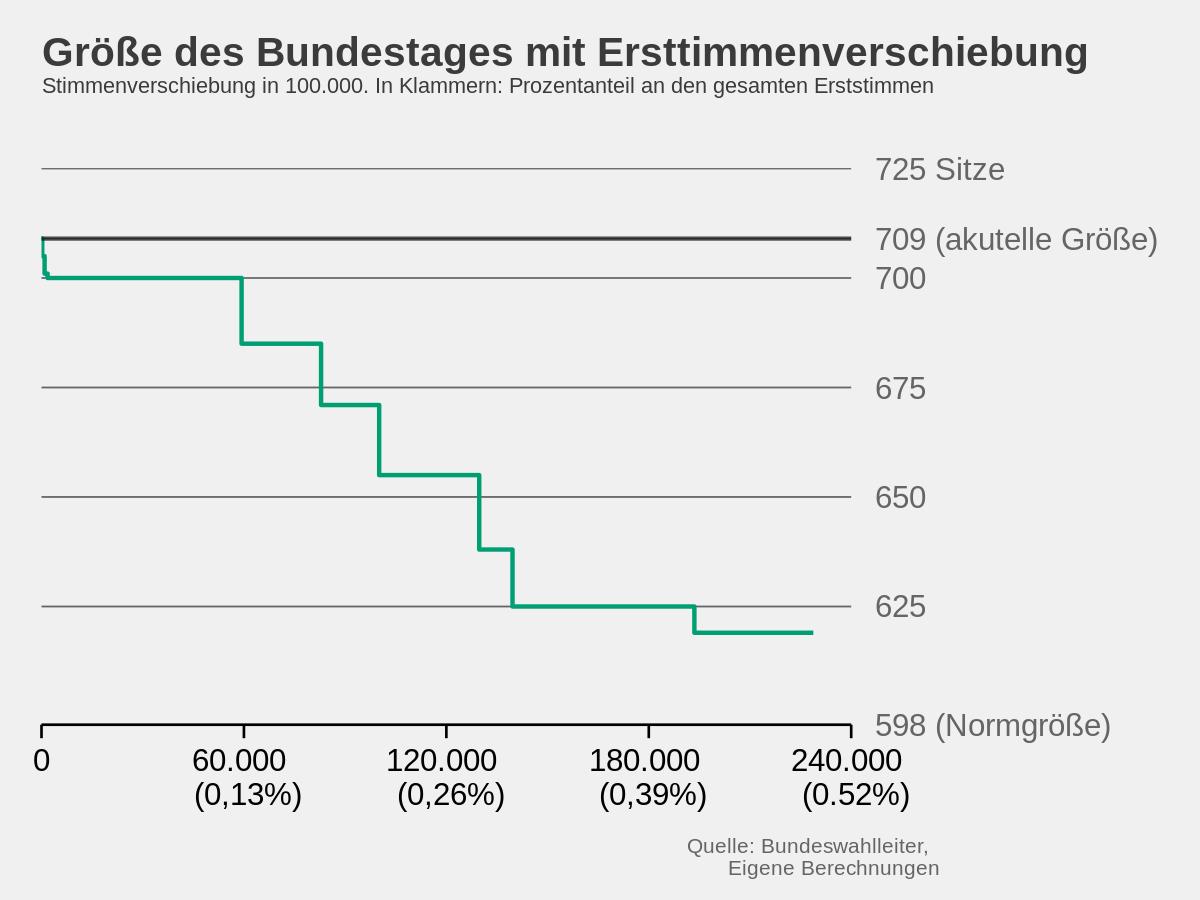 Größe des Bundestages mit Ersttimmenverschiebung
Stimmenverschiebung in 100.000. In Klammern: Prozentanteil an den gesamten Erststimmen
725 Sitze
709 (akutelle Größe)
700
675
650
625
598 (Normgröße)
0 60.000 120.000 180.000 240.000
(0,13%) (0,26%) (0,39%) (0.52%)
Quelle: Bundeswahlleiter,
Eigene Berechnungen